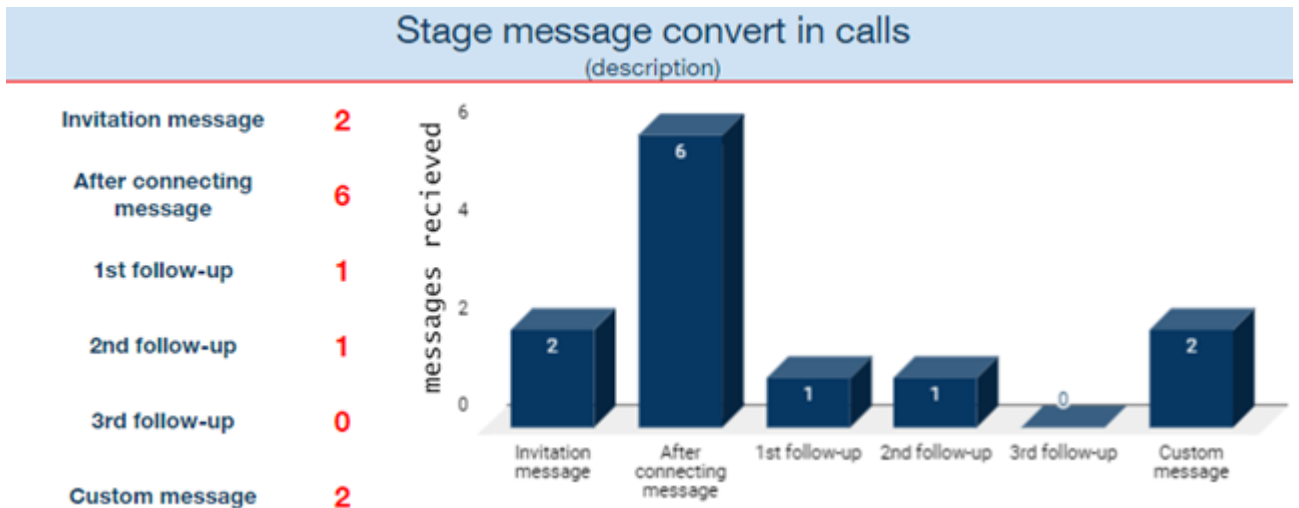 Stage message convert in calls
(description)
Invitation message 2
After connecting
message 6
1st follow-up 1
2nd follow-up 1
3rd follow-up 0
Custom message 2
messages recieved
6
4
2
0
2
6
1
1
0
2
Invitation
message
After
connecting
message
1st follow-up
2nd follow-up
3rd follow-up
Custom
message